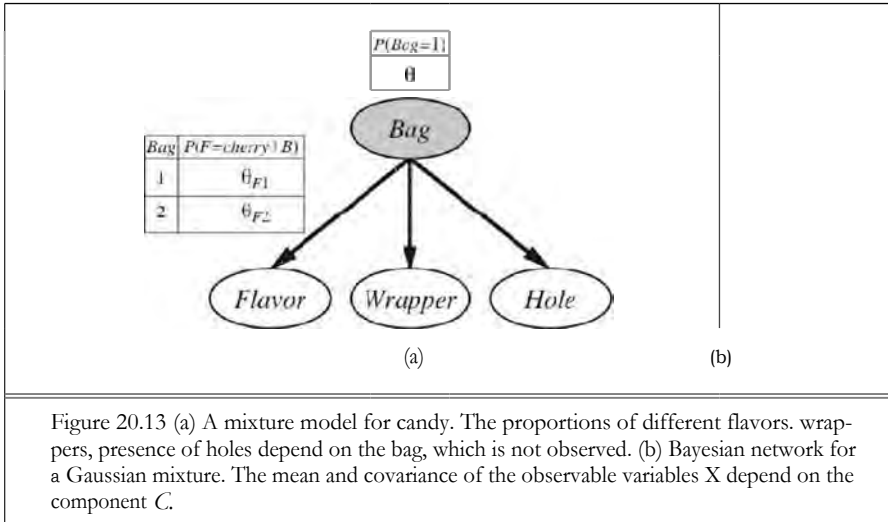 P(Bag=1)
θ
Bag
Bag P(F=cherry | B)
1 θF1
2 θF2
Flavor Wrapper Hole
(a) (b)
Figure 20.13 (a) A mixture model for candy. The proportions of different flavors. wrap-
pers, presence of holes depend on the bag, which is not observed. (b) Bayesian network for
a Gaussian mixture. The mean and covariance of the observable variables X depend on the
component C.